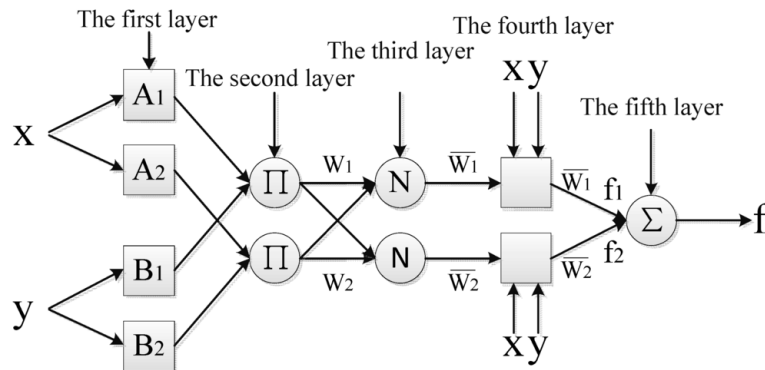 The first layer
The second layer
The third layer
The fourth layer
The fifth layer
x
y
A1
A2
B1
B2
Π
Π
W1
W2
N
N
W̅1
W̅2
x y
x y
W̅1 f1
W̅2 f2
Σ
f